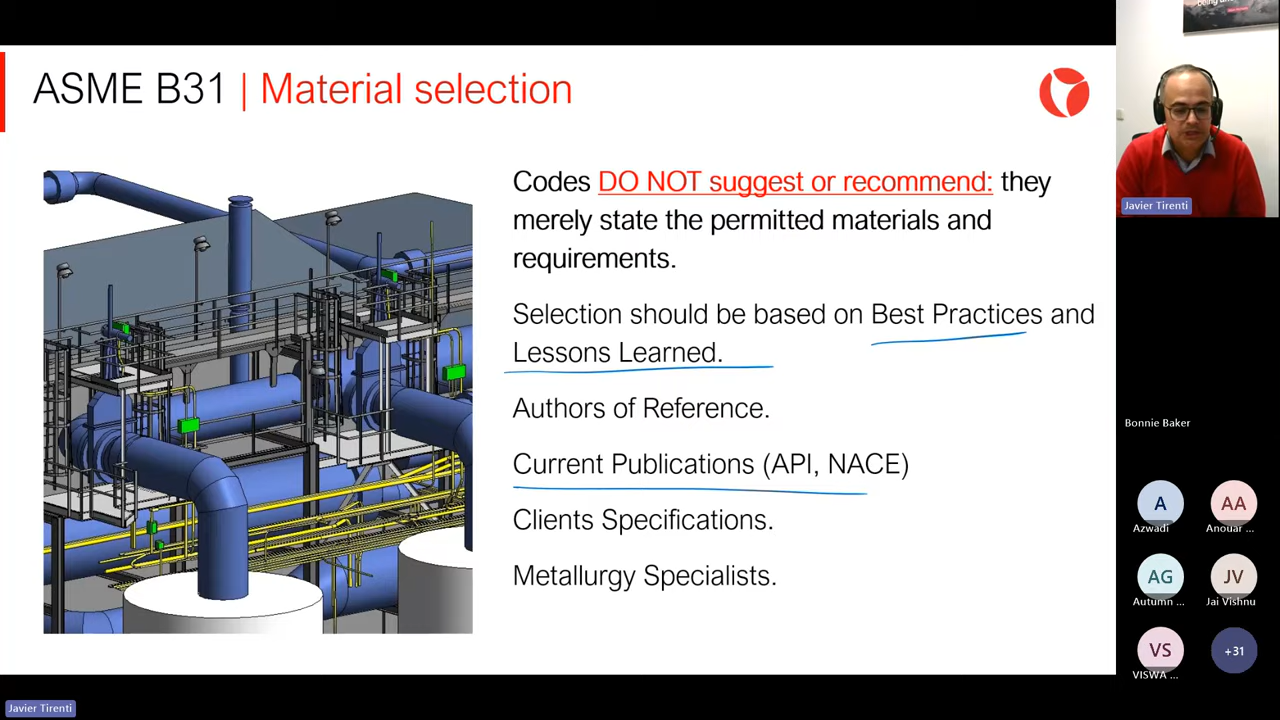 ASME B31 | Material selection
Codes DO NOT suggest or recommend: they
merely state the permitted materials and
requirements.
Selection should be based on Best Practices and
Lessons Learned.
Authors of Reference.
Current Publications (API, NACE)
Clients Specifications.
Metallurgy Specialists.
Javier Tirenti
Bonnie Baker
A
Azwadi
AA
Anouar ...
AG
Autumn ...
JV
Jai Vishnu
VS
VISWA ...
+31
Javier Tirenti